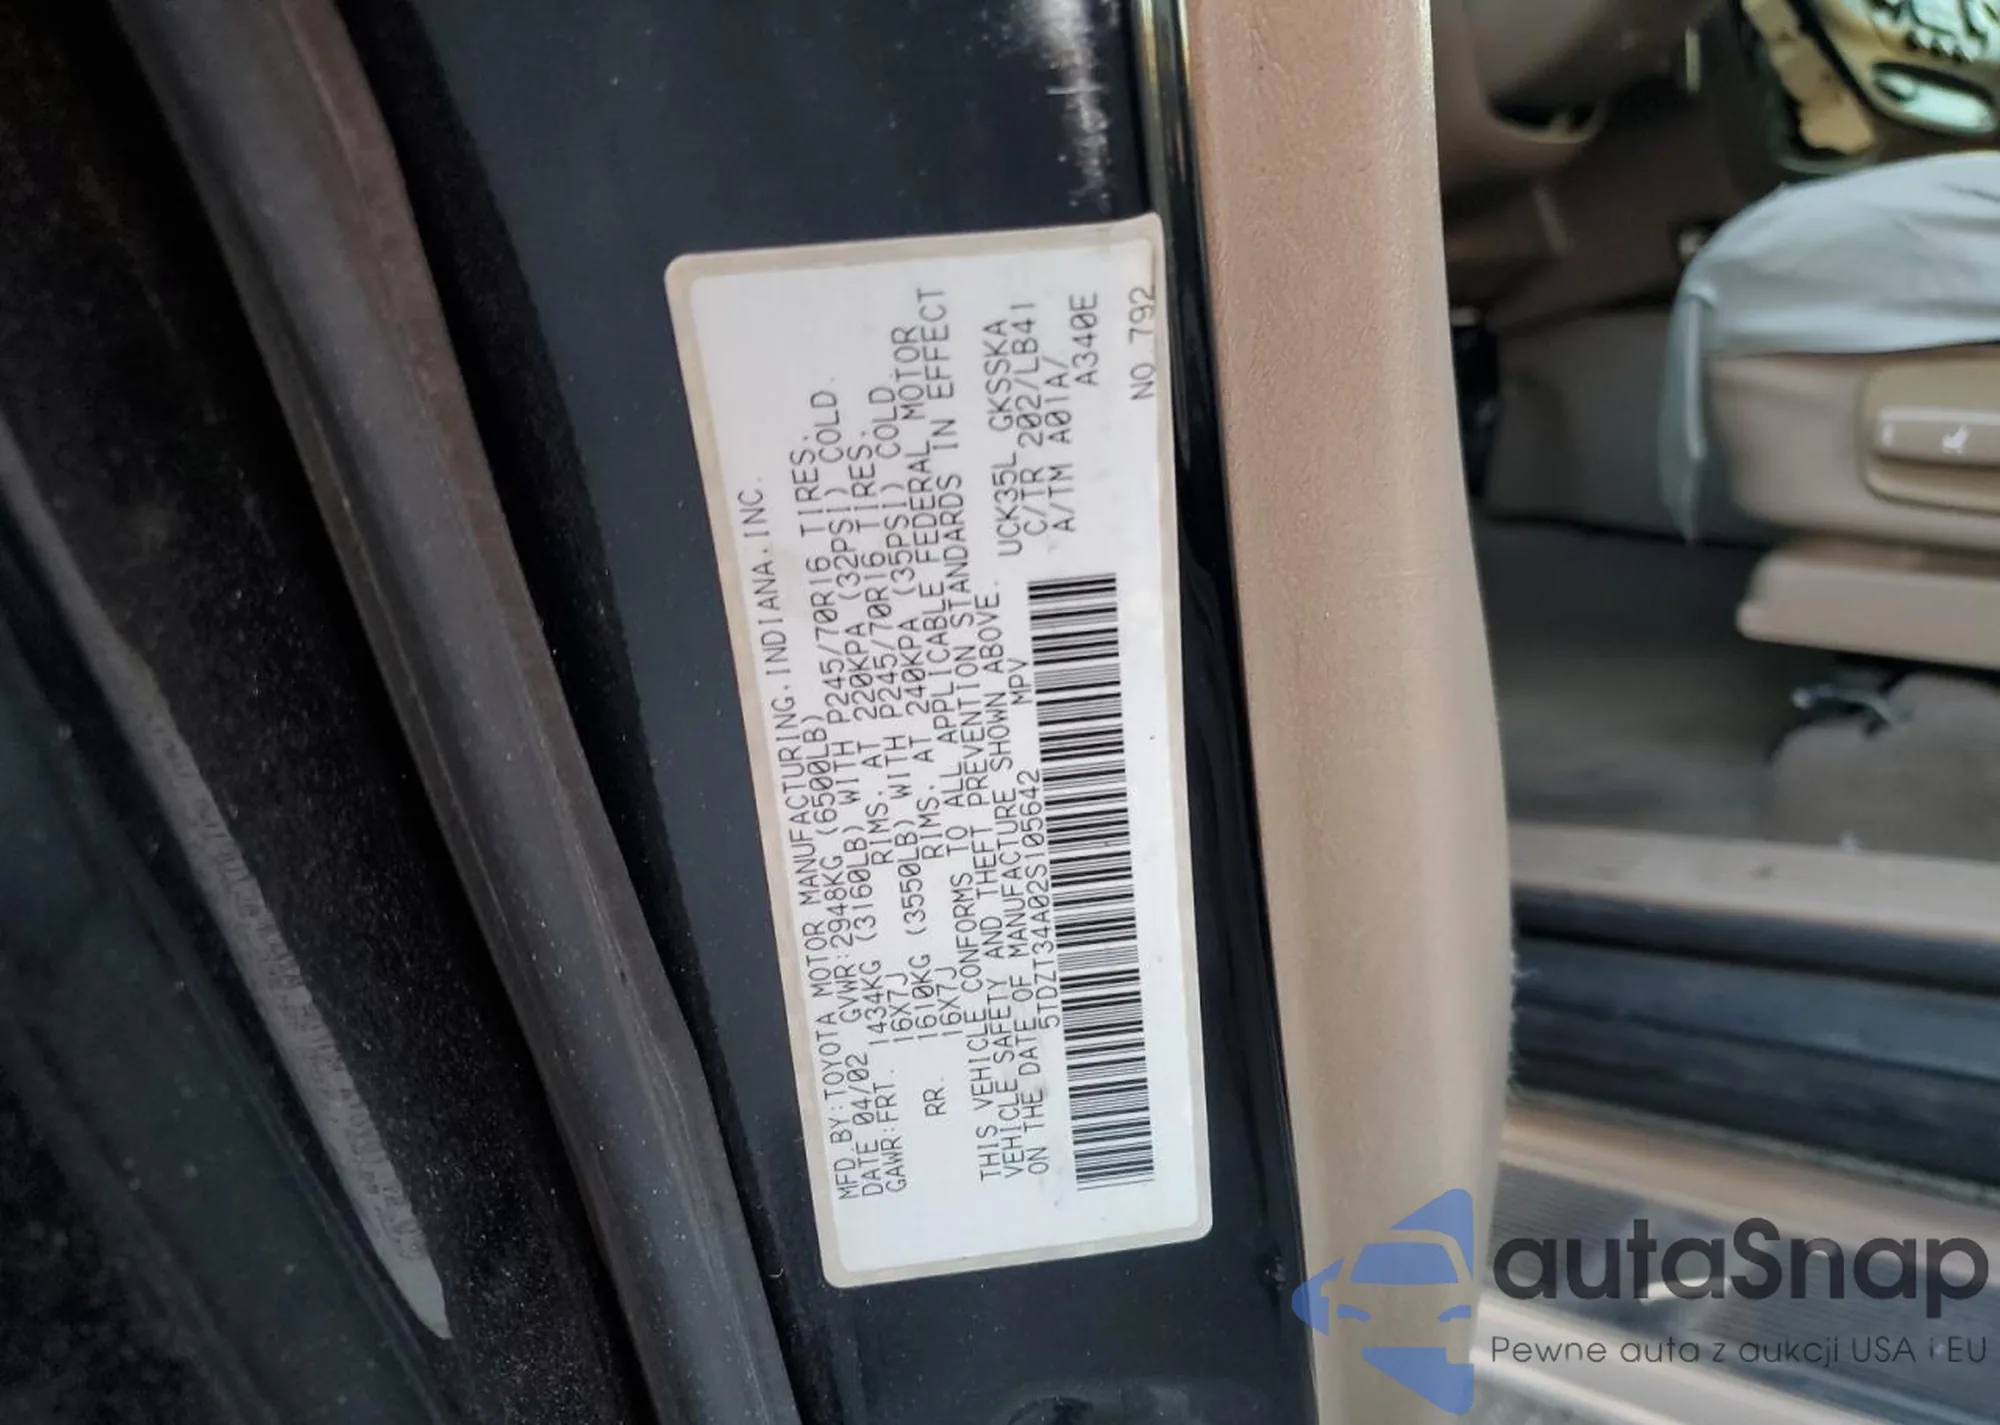 MFD.BY:TOYOTA MOTOR MANUFACTURING.INDIANA.INC.
DATE 04/02 GVWR:2948KG (6500LB)
GAWR:FRT. 1434KG (3160LB) WITH P245/70R16 TIRES.
16X7J RIMS. AT 220KPA (32PSI) COLD.
RR. 1610KG (3550LB) WITH P245/70R16 TIRES.
16X7J RIMS. AT 240KPA (35PSI) COLD.
THIS VEHICLE CONFORMS TO ALL APPLICABLE FEDERAL MOTOR
VEHICLE SAFETY AND THEFT PREVENTION STANDARDS IN EFFECT
ON THE DATE OF MANUFACTURE SHOWN ABOVE.
5TDZT34A02S105642 MPV
UCK35L GKSSKA
C/TR 202/LB41
A/TM A01A/
A340E
NO 792
autaSnap
Pewne auta z aukcji USA i EU